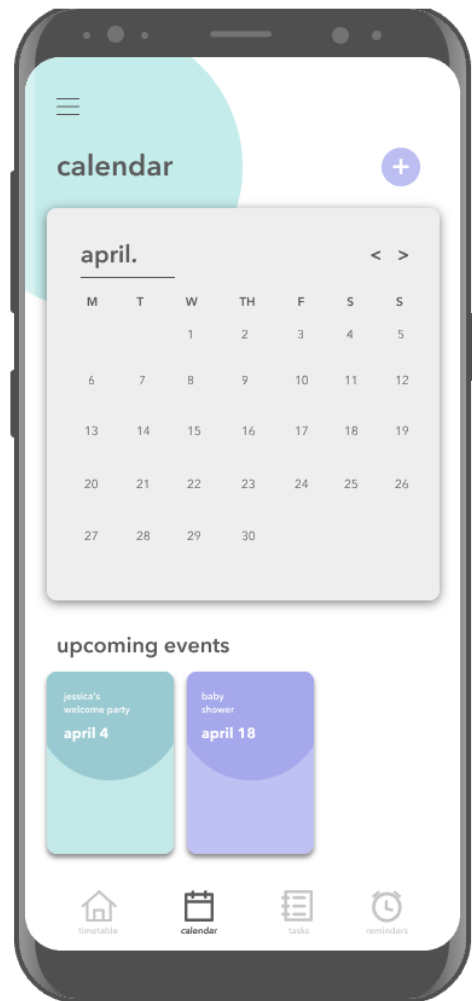 calendar
+
april. < >
M T W TH F S S
1 2 3 4 5
6 7 8 9 10 11 12
13 14 15 16 17 18 19
20 21 22 23 24 25 26
27 28 29 30
upcoming events
jessica's
welcome party
april 4
baby
shower
april 18
timetable calendar tasks reminders